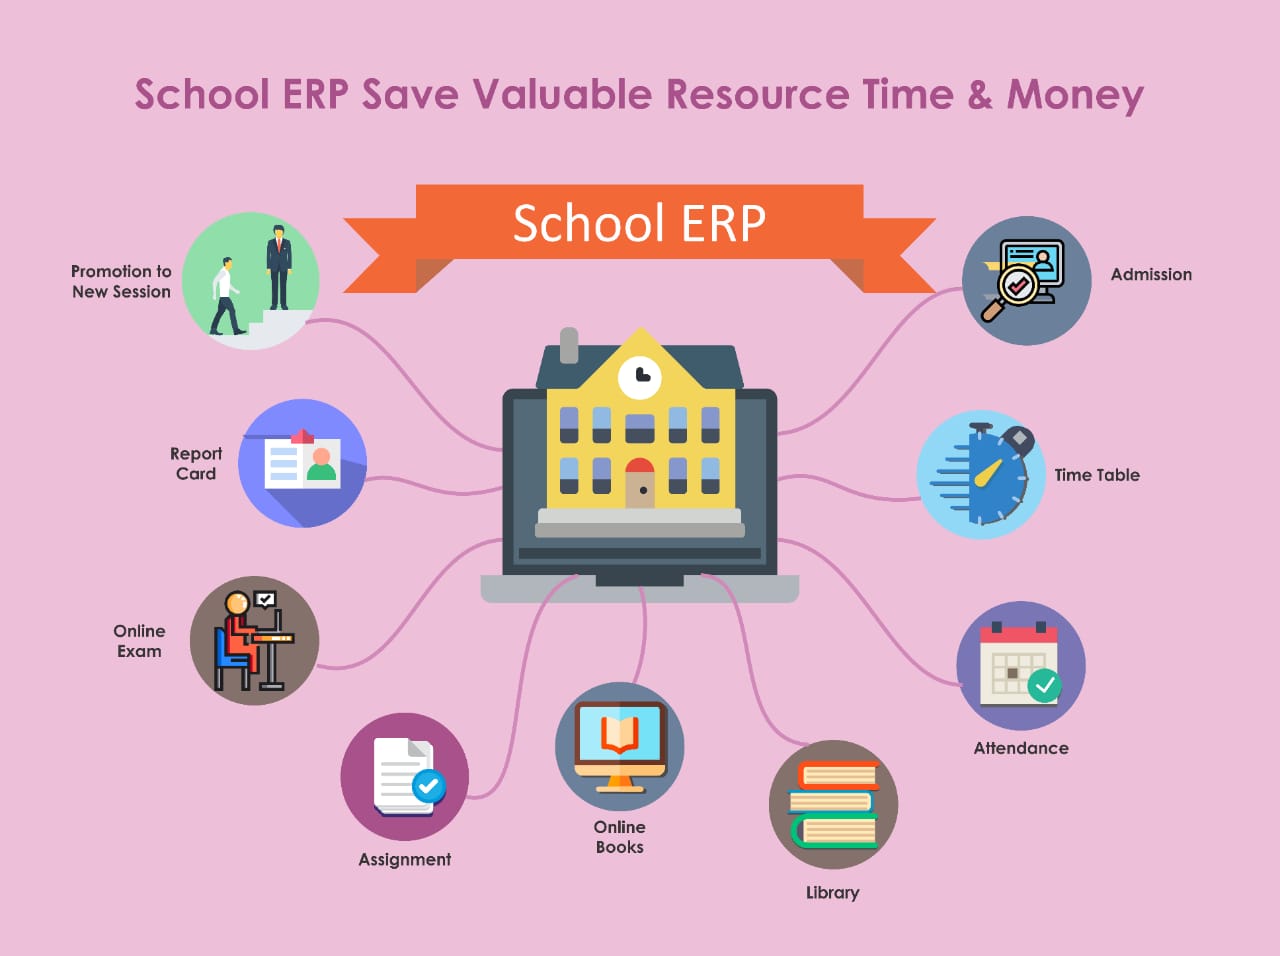 School ERP Save Valuable Resource Time & Money
School ERP
Promotion to
New Session
Admission
Report
Card
Time Table
Online
Exam
Attendance
Assignment
Online
Books
Library